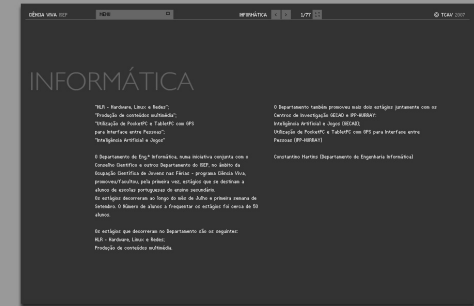 CIÊNCIA VIVA ISEP
MENU
INFORMÁTICA
1/77
© TCAV 2007
INFORMÁTICA
"HLR - Hardware, Linux e Redes";
"Produção de conteúdos multimédia";
"Utilização de PocketPC e TabletPC com GPS
para Interface entre Pessoas";
"Inteligência Artificial e Jogos"
O Departamento de Eng.ª Informática, numa iniciativa conjunta com o
Conselho Científico e outros Departamento do ISEP, no âmbito da
Ocupação Científica de Jovens nas Férias - programa Ciência Viva,
promoveu/facultou, pela primeira vez, estágios que se destinam a
alunos de escolas portuguesas do ensino secundário.
Os estágios decorreram ao longo do mês de Julho e primeira semana de
Setembro. O Número de alunos a frequentar os estágios foi cerca de 50
alunos.
Os estágios que decorreram no Departamento são os seguintes:
HLR - Hardware, Linux e Redes;
Produção de conteúdos multimédia.
O Departamento também promoveu mais dois estágios juntamente com os
Centros de Investigação GECAD e IPP-HURRAY:
Inteligência Artificial e Jogos (GECAD);
Utilização de PocketPC e TabletPC com GPS para Interface entre
Pessoas (IPP-HURRAY)
Constantino Martins (Departamento de Engenharia Informática)